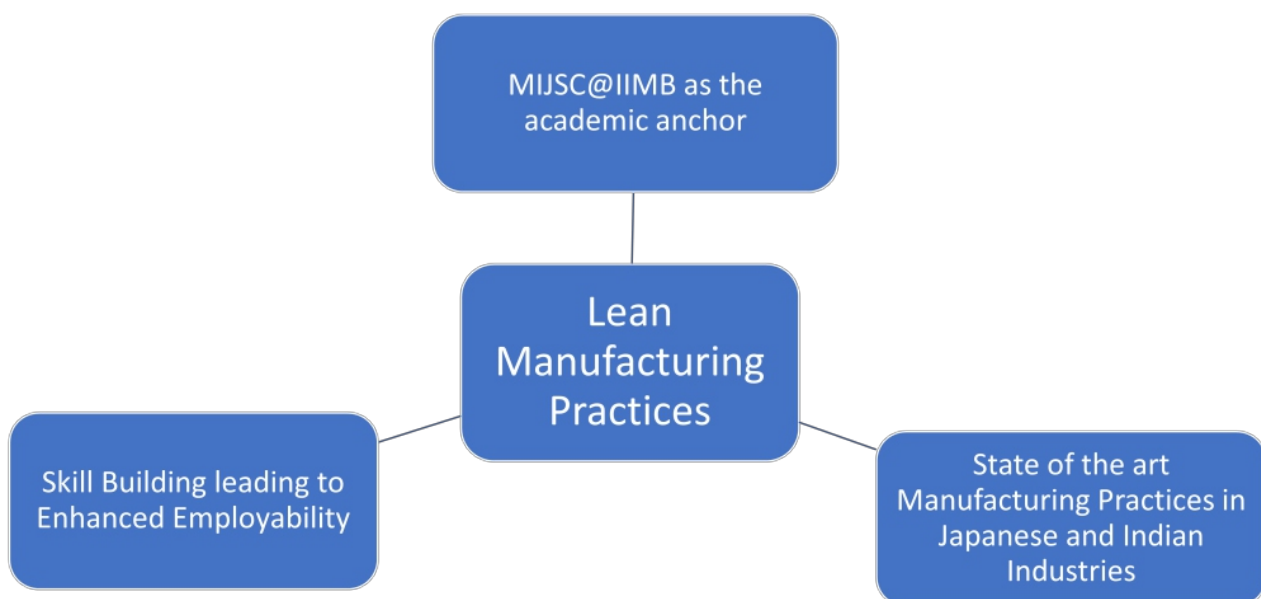 MIJSC@IIMB as the
academic anchor
Lean
Manufacturing
Practices
Skill Building leading to
Enhanced Employability
State of the art
Manufacturing Practices in
Japanese and Indian
Industries